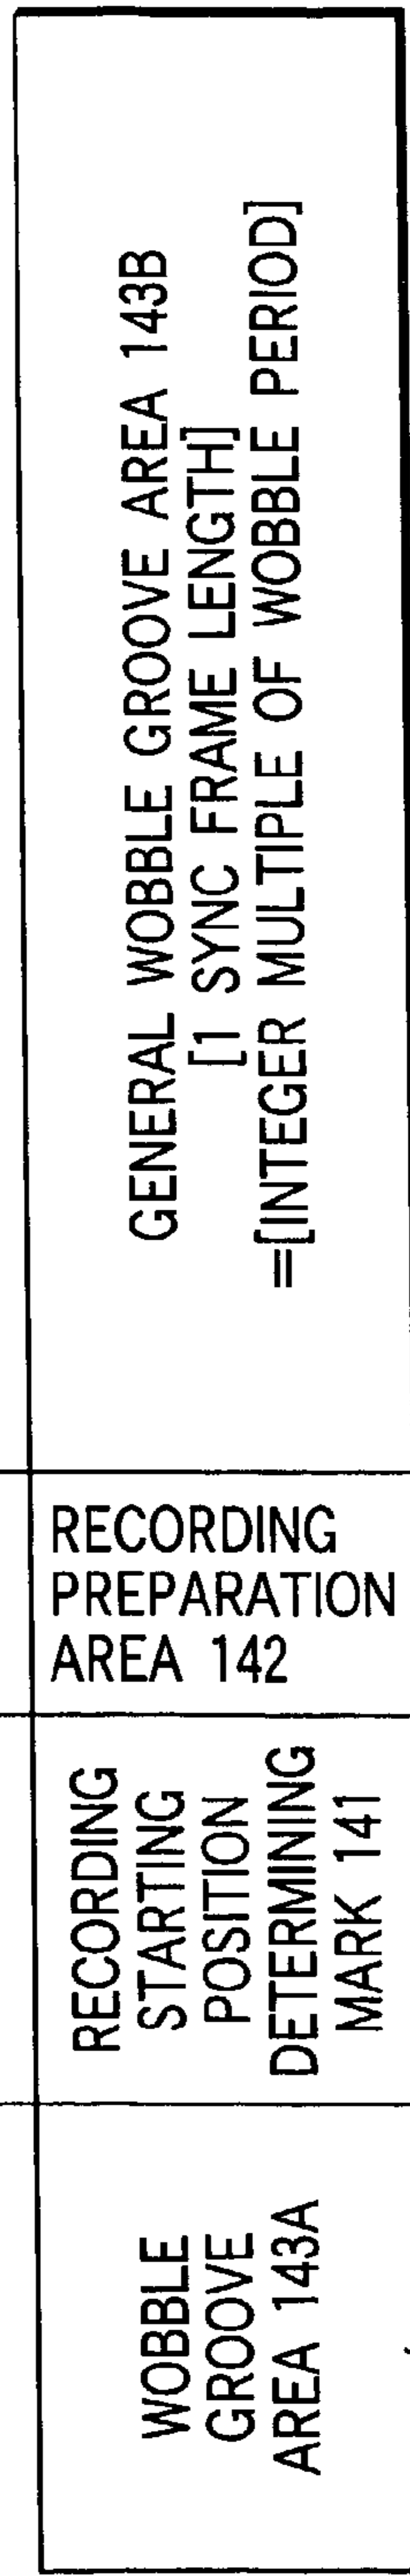 WOBBLE
GROOVE
AREA 143A
RECORDING
STARTING
POSITION
DETERMINING
MARK 141
RECORDING
PREPARATION
AREA 142
GENERAL WOBBLE GROOVE AREA 143B
[1 SYNC FRAME LENGTH]
=[INTEGER MULTIPLE OF WOBBLE PERIOD]